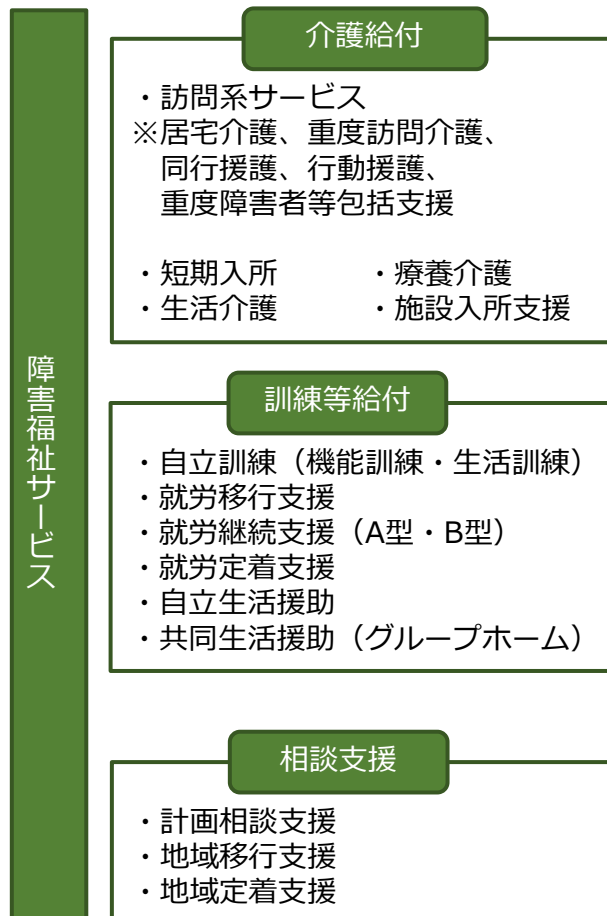 障害福祉サービス
介護給付
・訪問系サービス
※居宅介護、重度訪問介護、
同行援護、行動援護、
重度障害者等包括支援
・短期入所　　　・療養介護
・生活介護　　　・施設入所支援
訓練等給付
・自立訓練（機能訓練・生活訓練）
・就労移行支援
・就労継続支援（A型・B型）
・就労定着支援
・自立生活援助
・共同生活援助（グループホーム）
相談支援
・計画相談支援
・地域移行支援
・地域定着支援